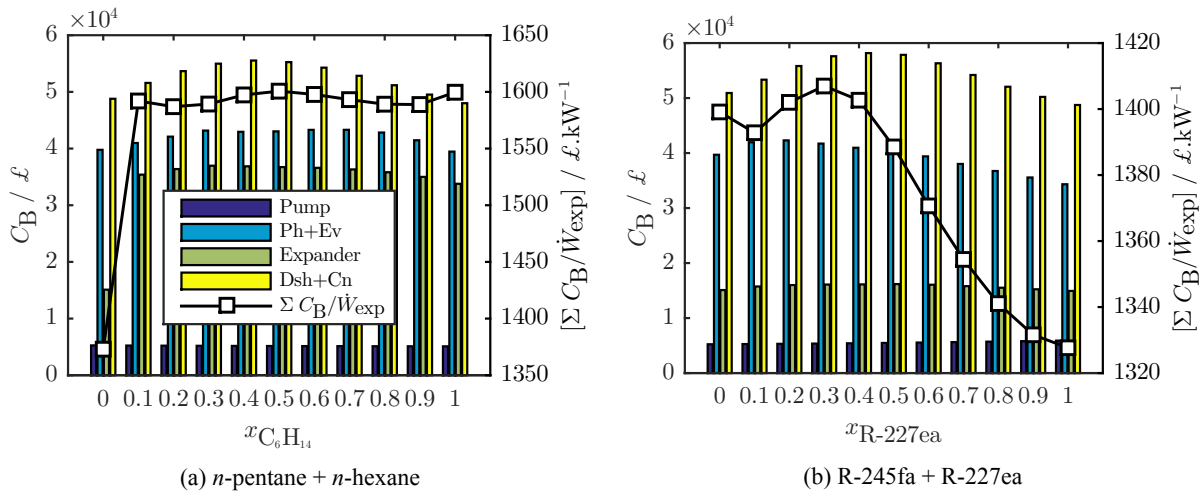 ×10⁴
6
5
4
3
2
1
0
C_B / £
1650
1600
1550
1500
1450
1400
1350
[Σ C_B/Ẇ_exp] / £.kW⁻¹
Pump
Ph+Ev
Expander
Dsh+Cn
Σ C_B/Ẇ_exp
0 0.1 0.2 0.3 0.4 0.5 0.6 0.7 0.8 0.9 1
x_C₆H₁₄
(a) n-pentane + n-hexane
×10⁴
6
5
4
3
2
1
0
C_B / £
1420
1400
1380
1360
1340
1320
[Σ C_B/Ẇ_exp] / £.kW⁻¹
0 0.1 0.2 0.3 0.4 0.5 0.6 0.7 0.8 0.9 1
x_R-227ea
(b) R-245fa + R-227ea